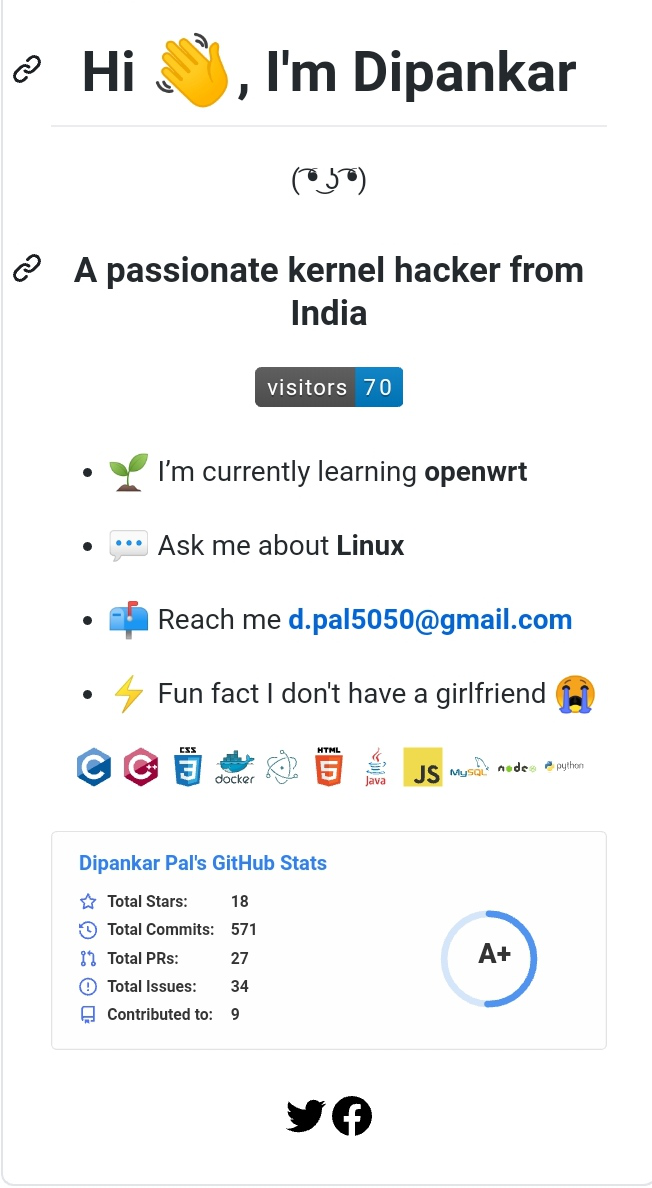 Hi 👋, I'm Dipankar
( ͡° ͜ʖ ͡°)
A passionate kernel hacker from
India
visitors 70
🌱 I’m currently learning openwrt
💬 Ask me about Linux
📫 Reach me d.pal5050@gmail.com
⚡ Fun fact I don't have a girlfriend 😭
C C++ CSS 3 docker HTML 5 Java JS MySQL node python
Dipankar Pal's GitHub Stats
Total Stars: 18
Total Commits: 571
Total PRs: 27
Total Issues: 34
Contributed to: 9
A+